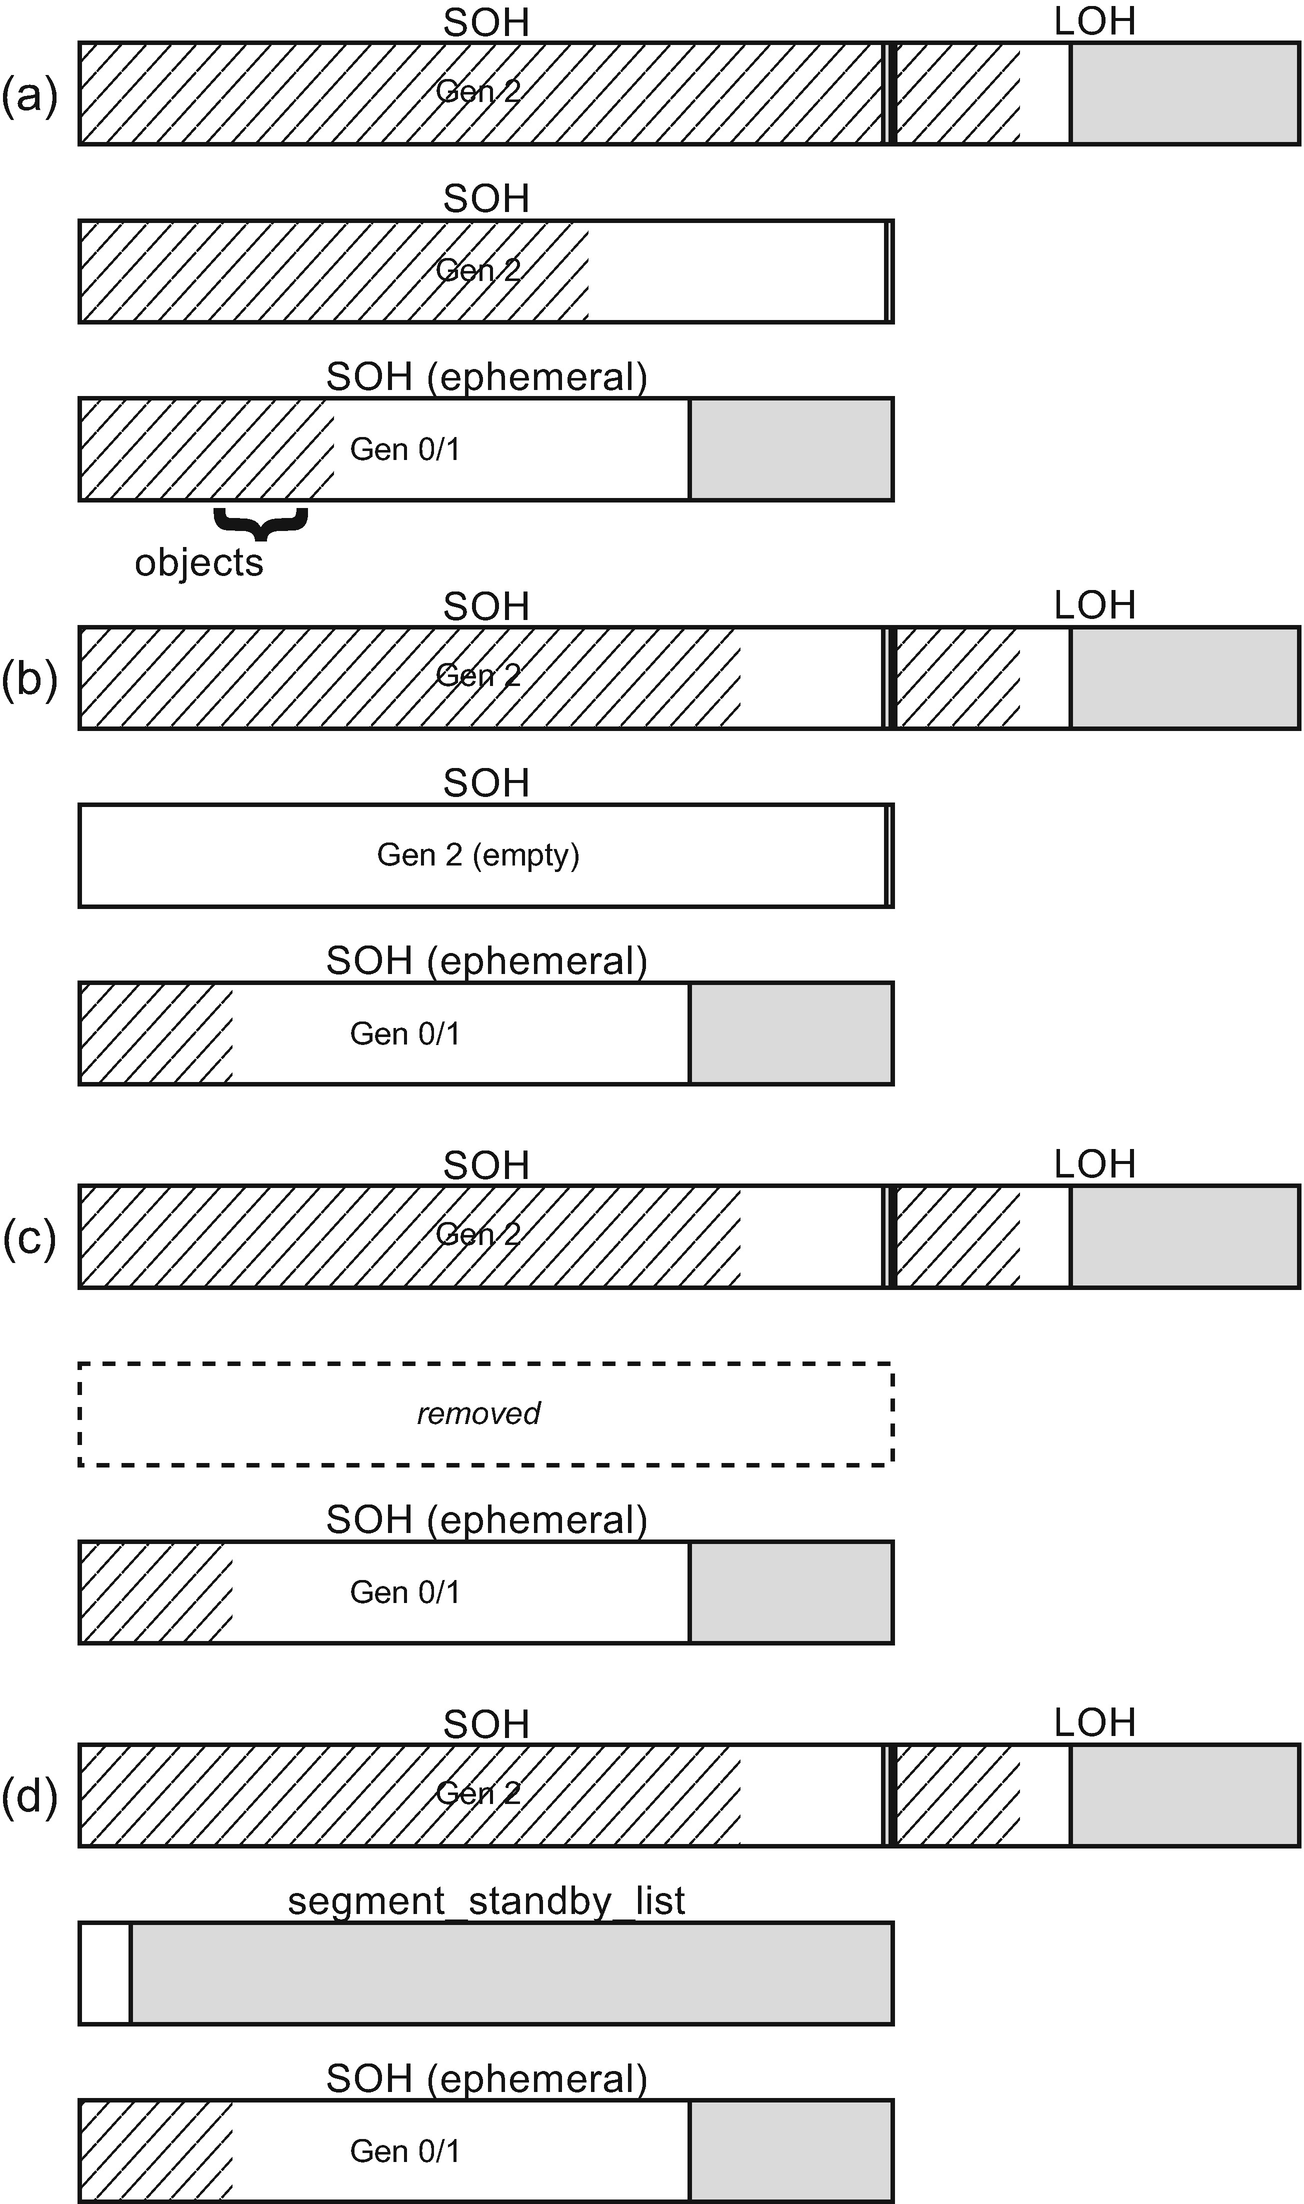 SOH LOH
(a) Gen 2
SOH
Gen 2
SOH (ephemeral)
Gen 0/1
objects
SOH LOH
(b) Gen 2
SOH
Gen 2 (empty)
SOH (ephemeral)
Gen 0/1
SOH LOH
(c) Gen 2
removed
SOH (ephemeral)
Gen 0/1
SOH LOH
(d) Gen 2
segment_standby_list
SOH (ephemeral)
Gen 0/1